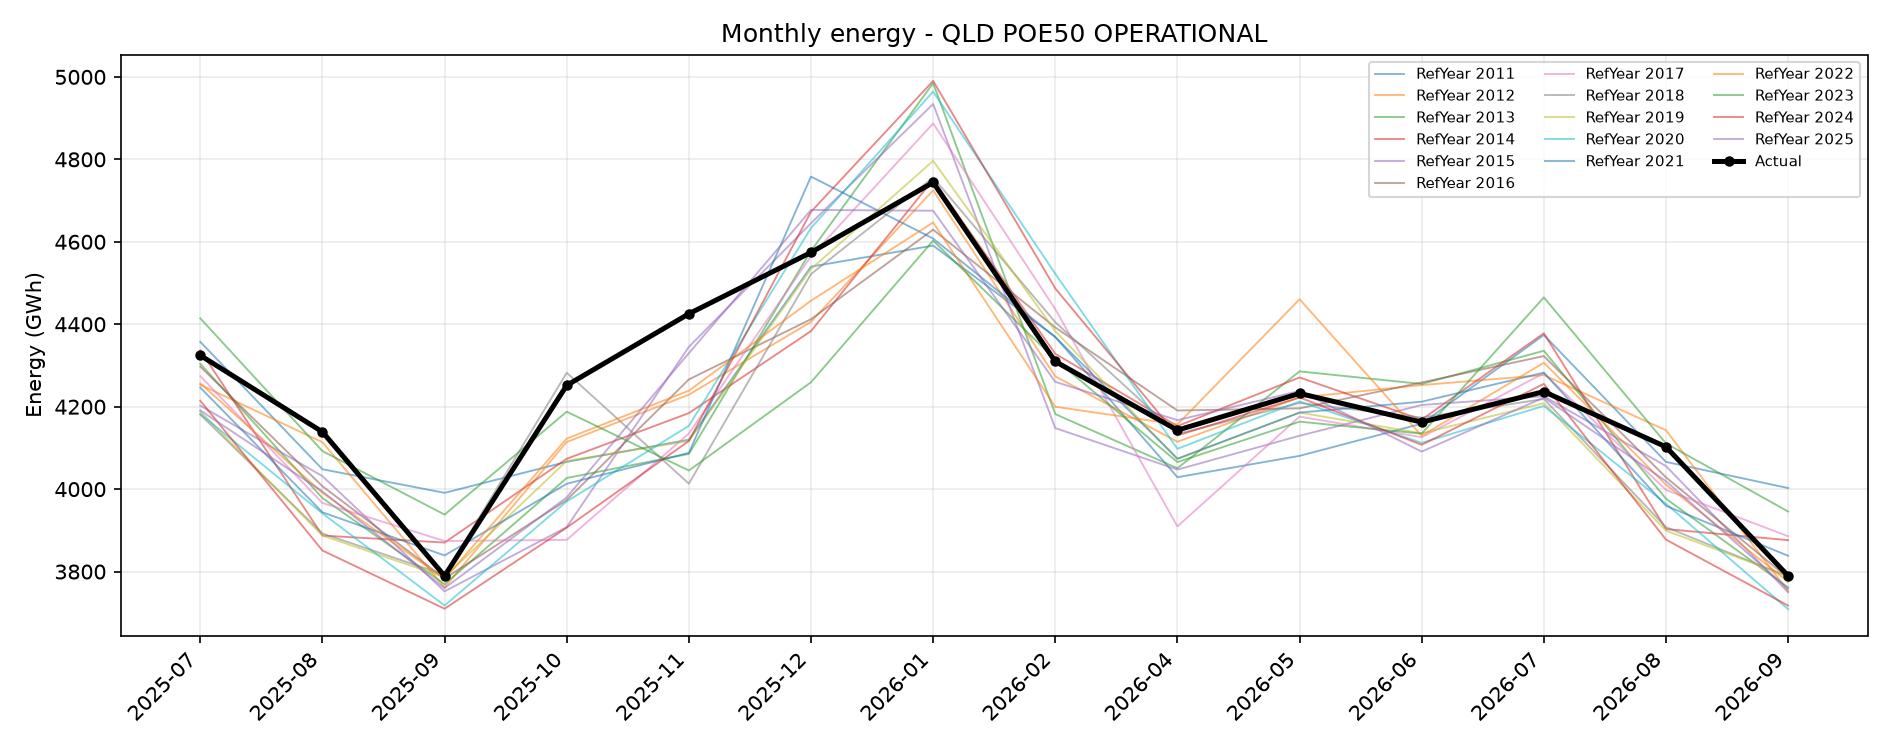 Monthly energy - QLD POE50 OPERATIONAL
Energy (GWh)
5000
4800
4600
4400
4200
4000
3800
RefYear 2011
RefYear 2012
RefYear 2013
RefYear 2014
RefYear 2015
RefYear 2016
RefYear 2017
RefYear 2018
RefYear 2019
RefYear 2020
RefYear 2021
RefYear 2022
RefYear 2023
RefYear 2024
RefYear 2025
Actual
2025-07
2025-08
2025-09
2025-10
2025-11
2025-12
2026-01
2026-02
2026-04
2026-05
2026-06
2026-07
2026-08
2026-09